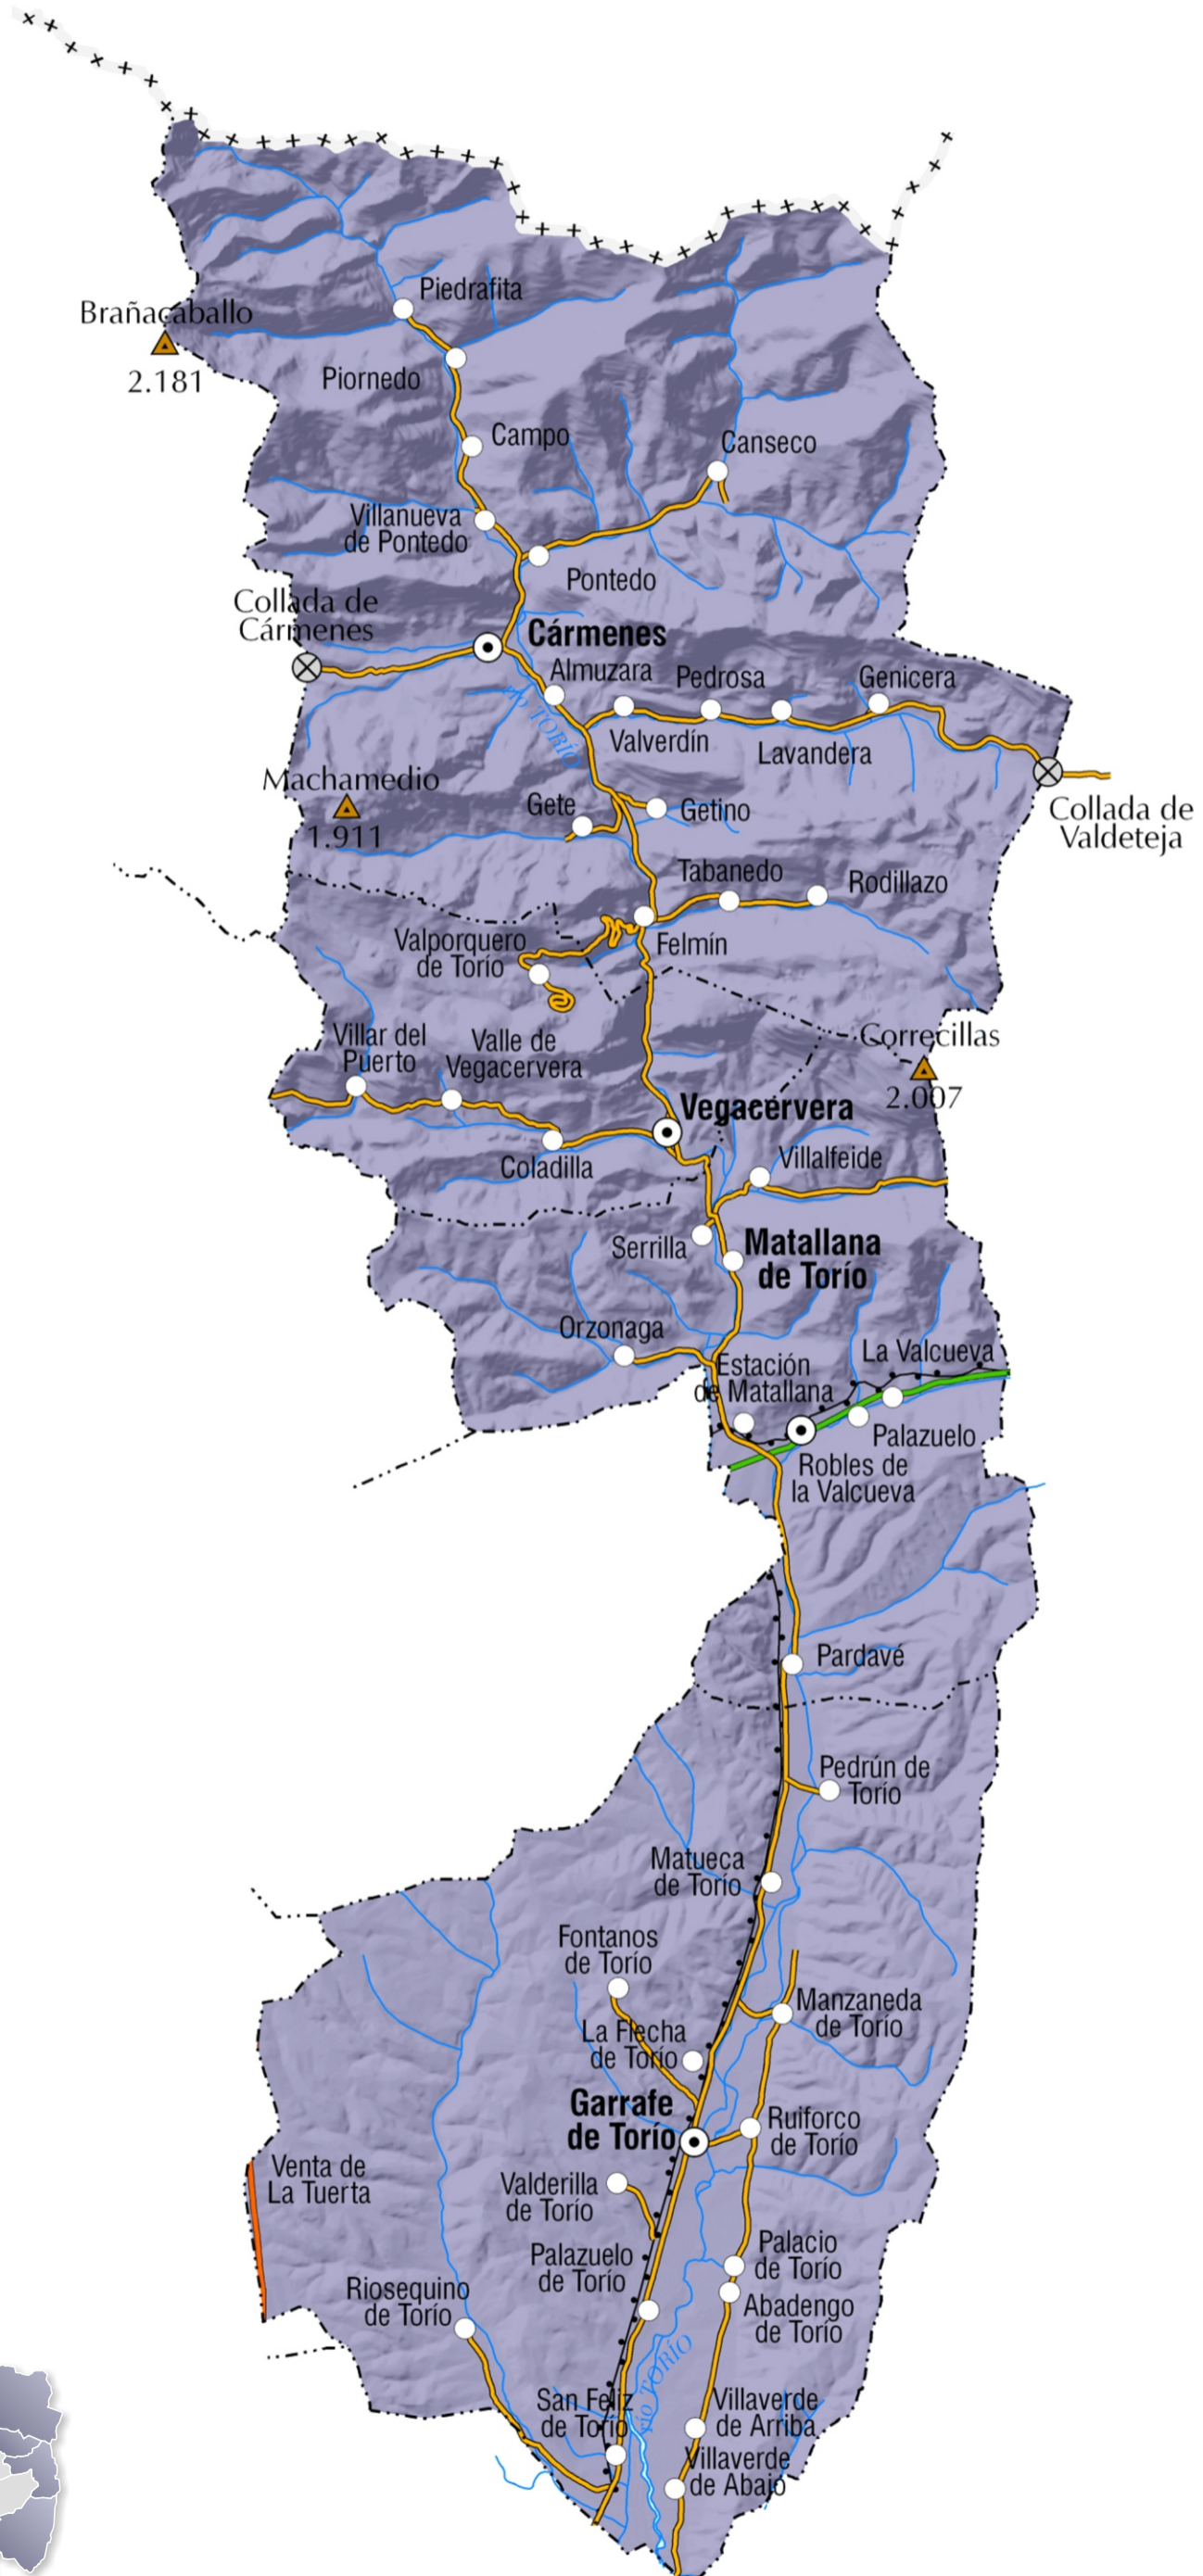 Piedrafita
Brañacaballo
2.181
Piornedo
Campo
Canseco
Villanueva
de Pontedo
Pontedo
Collada de
Cármenes
Cármenes
Almuzara
Pedrosa
Genicera
río TORÍO
Valverdín
Lavandera
Machamedio
1.911
Gete
Getino
Collada de
Valdeteja
Tabanedo
Rodillazo
Valporquero
de Torío
Felmín
Villar del
Puerto
Valle de
Vegacervera
Correcillas
2.007
Vegacervera
Coladilla
Villalfeide
Serrilla
Matallana
de Torío
Orzonaga
Estación
de Matallana
La Valcueva
Palazuelo
Robles de
la Valcueva
Pardavé
Pedrún de
Torío
Matueca
de Torío
Fontanos
de Torío
Manzaneda
de Torío
La Flecha
de Torío
Garrafe
de Torío
Ruiforco
de Torío
Venta de
La Tuerta
Valderilla
de Torío
Palacio
de Torío
Palazuelo
de Torío
Riosequino
de Torío
Abadengo
de Torío
río TORÍO
San Feliz
de Torío
Villaverde
de Arriba
Villaverde
de Abajo